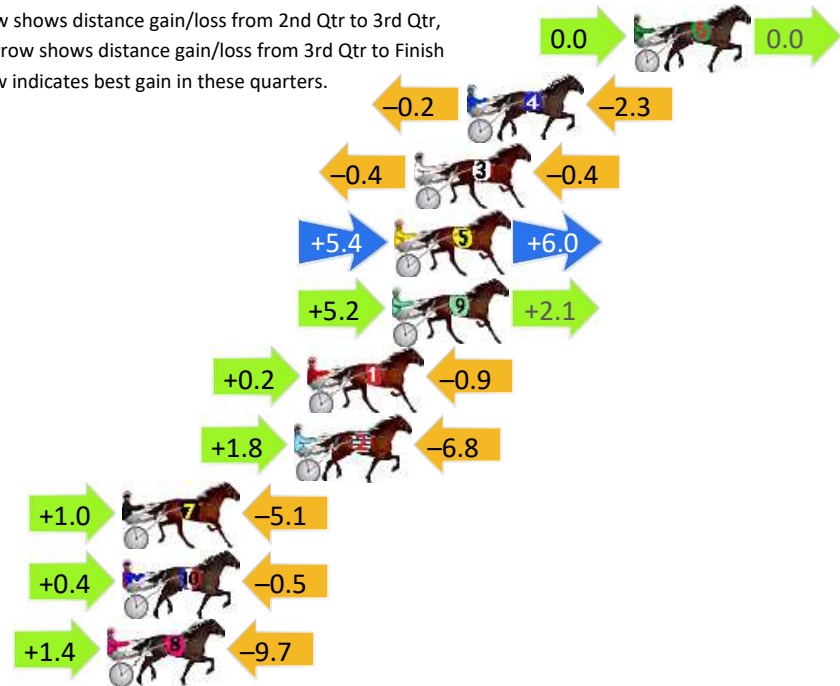 w shows distance gain/loss from 2nd Qtr to 3rd Qtr,
rrow shows distance gain/loss from 3rd Qtr to Finish
w indicates best gain in these quarters.
0.0 6 0.0
–0.2 4 –2.3
–0.4 3 –0.4
+5.4 5 +6.0
+5.2 9 +2.1
+0.2 1 –0.9
+1.8 2 –6.8
+1.0 7 –5.1
+0.4 10 –0.5
+1.4 8 –9.7